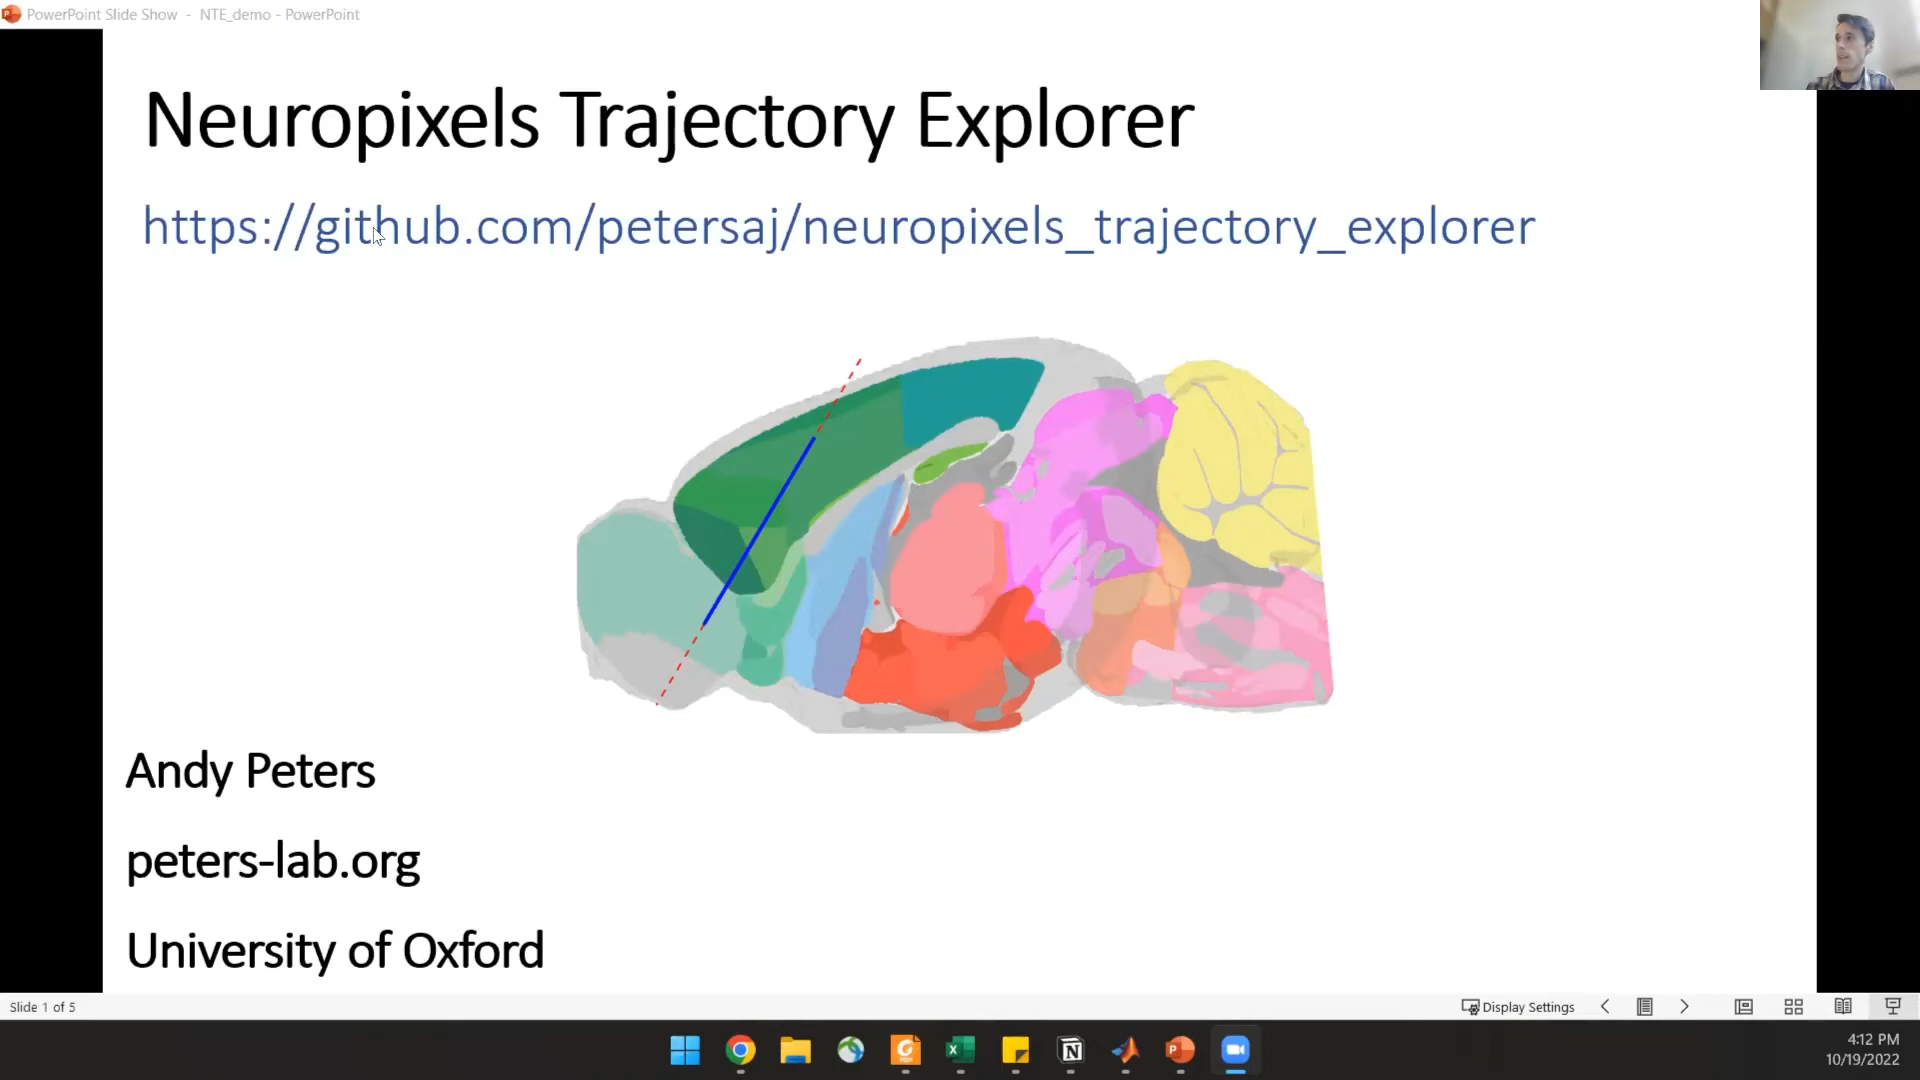 PowerPoint Slide Show - NTE_demo - PowerPoint
Neuropixels Trajectory Explorer
https://github.com/petersaj/neuropixels_trajectory_explorer
Andy Peters
peters-lab.org
University of Oxford
Slide 1 of 5
Display Settings
4:12 PM
10/19/2022